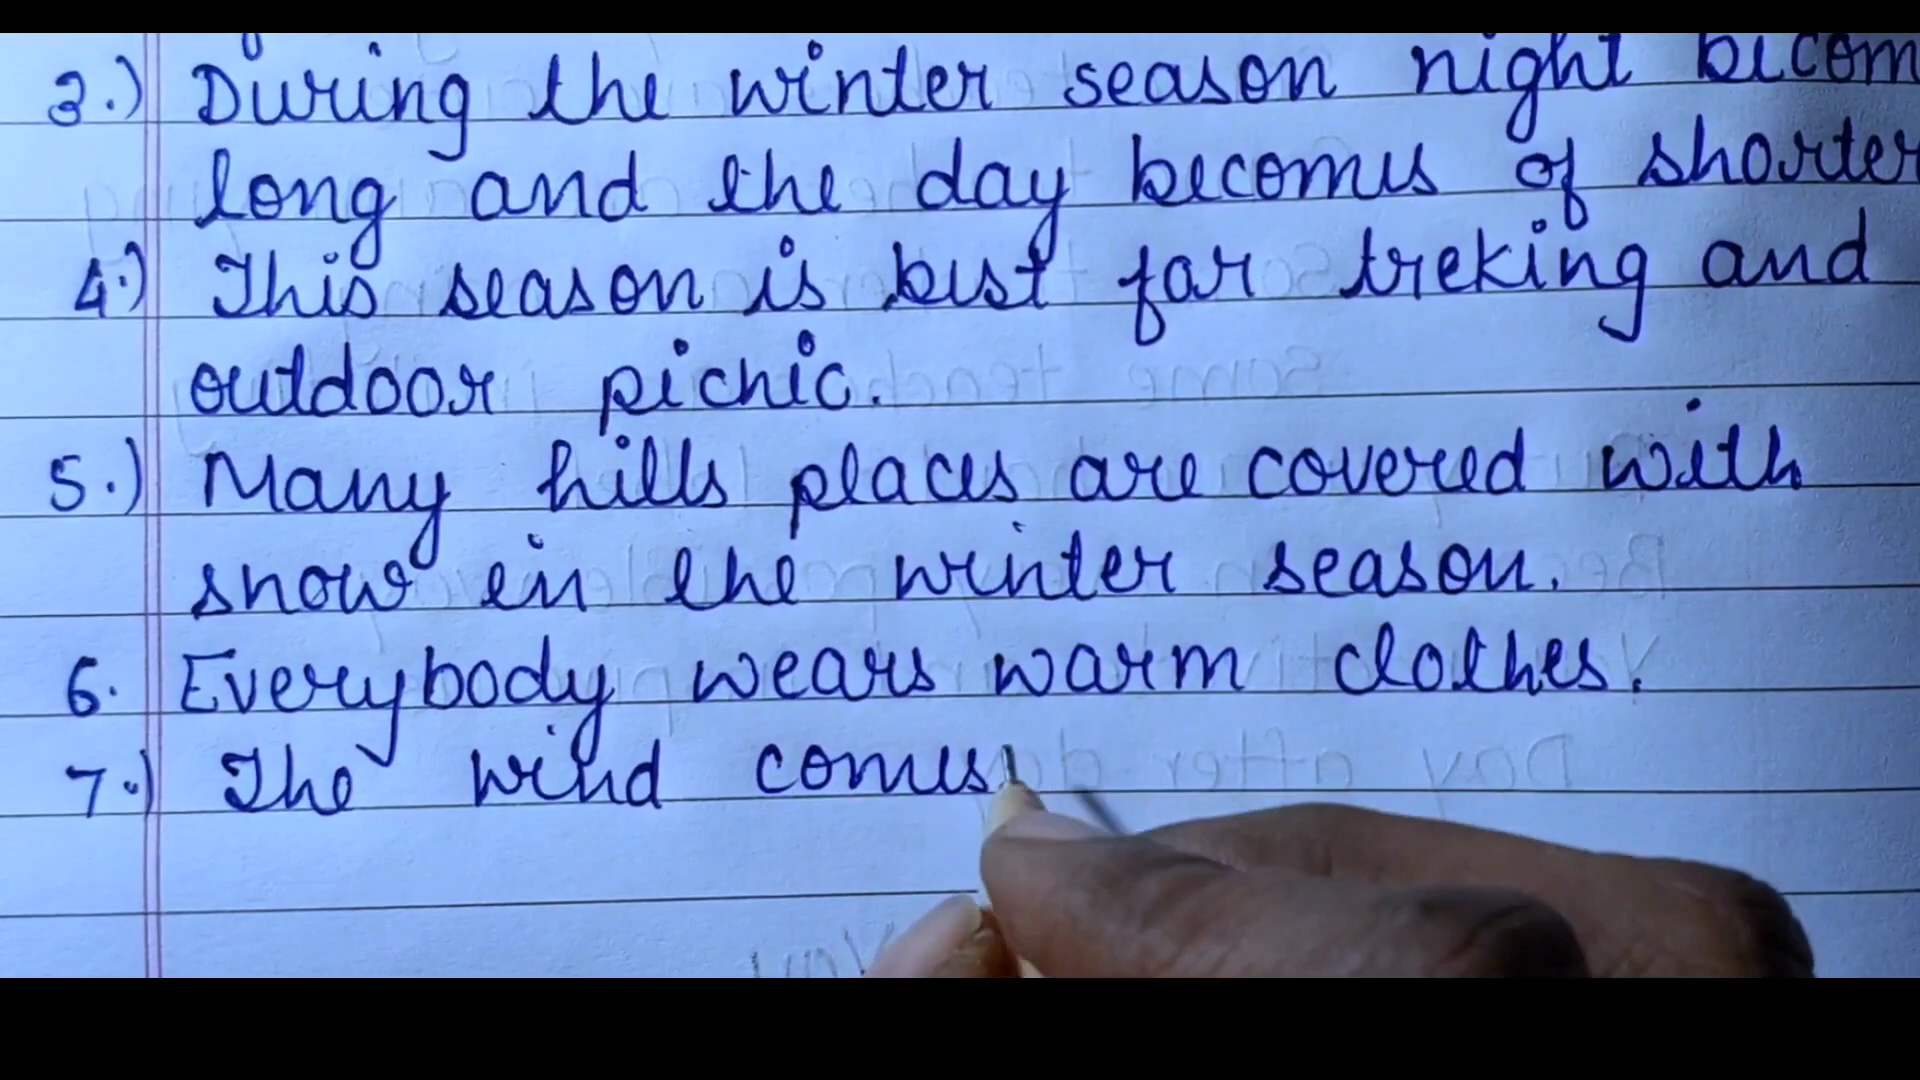 3.) During the winter season night becom
long and the day becomes of shorter
4.) This season is best for treking and
outdoor picnic.
5.) Many hills places are covered with
snow in the winter season.
6. Everybody wears warm clothes.
7.) The wind comes